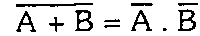 A̅ ̅+̅ ̅B̅ = A̅ . B̅